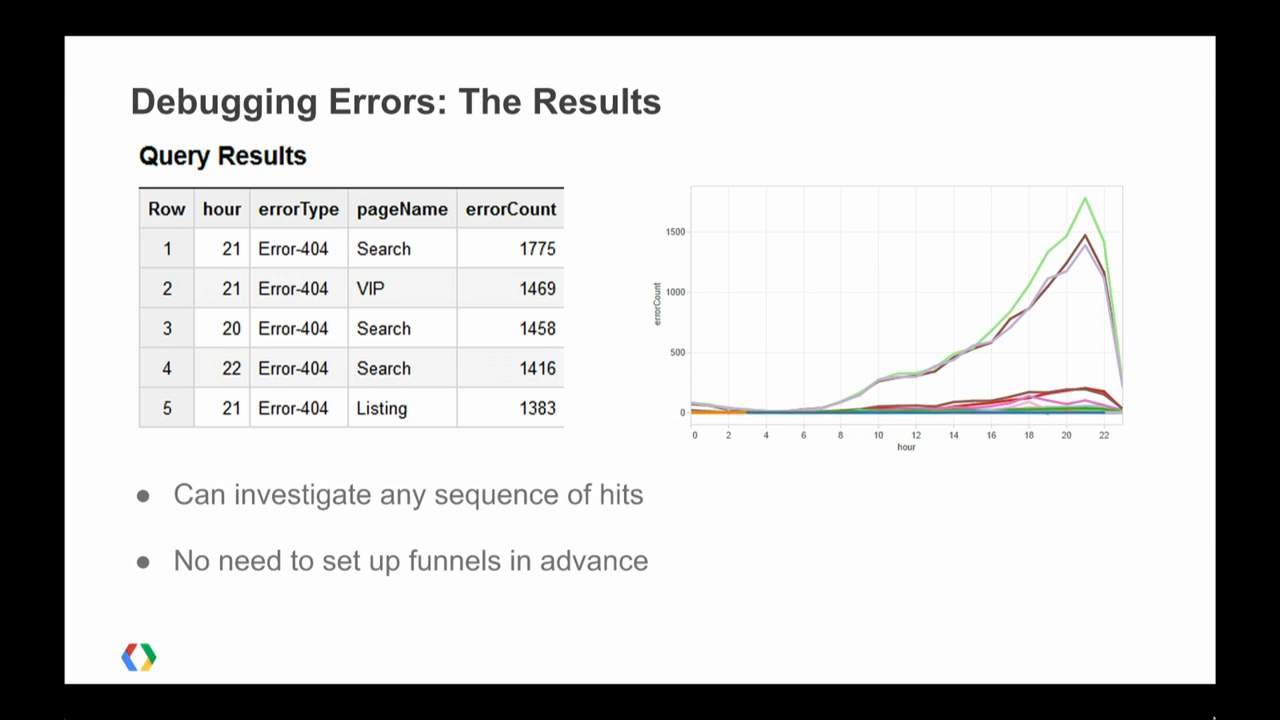 Debugging Errors: The Results
Query Results
Row hour errorType pageName errorCount
1 21 Error-404 Search 1775
2 21 Error-404 VIP 1469
3 20 Error-404 Search 1458
4 22 Error-404 Search 1416
5 21 Error-404 Listing 1383
errorCount
1500
1000
500
0
0 2 4 6 8 10 12 14 16 18 20 22
hour
● Can investigate any sequence of hits
● No need to set up funnels in advance